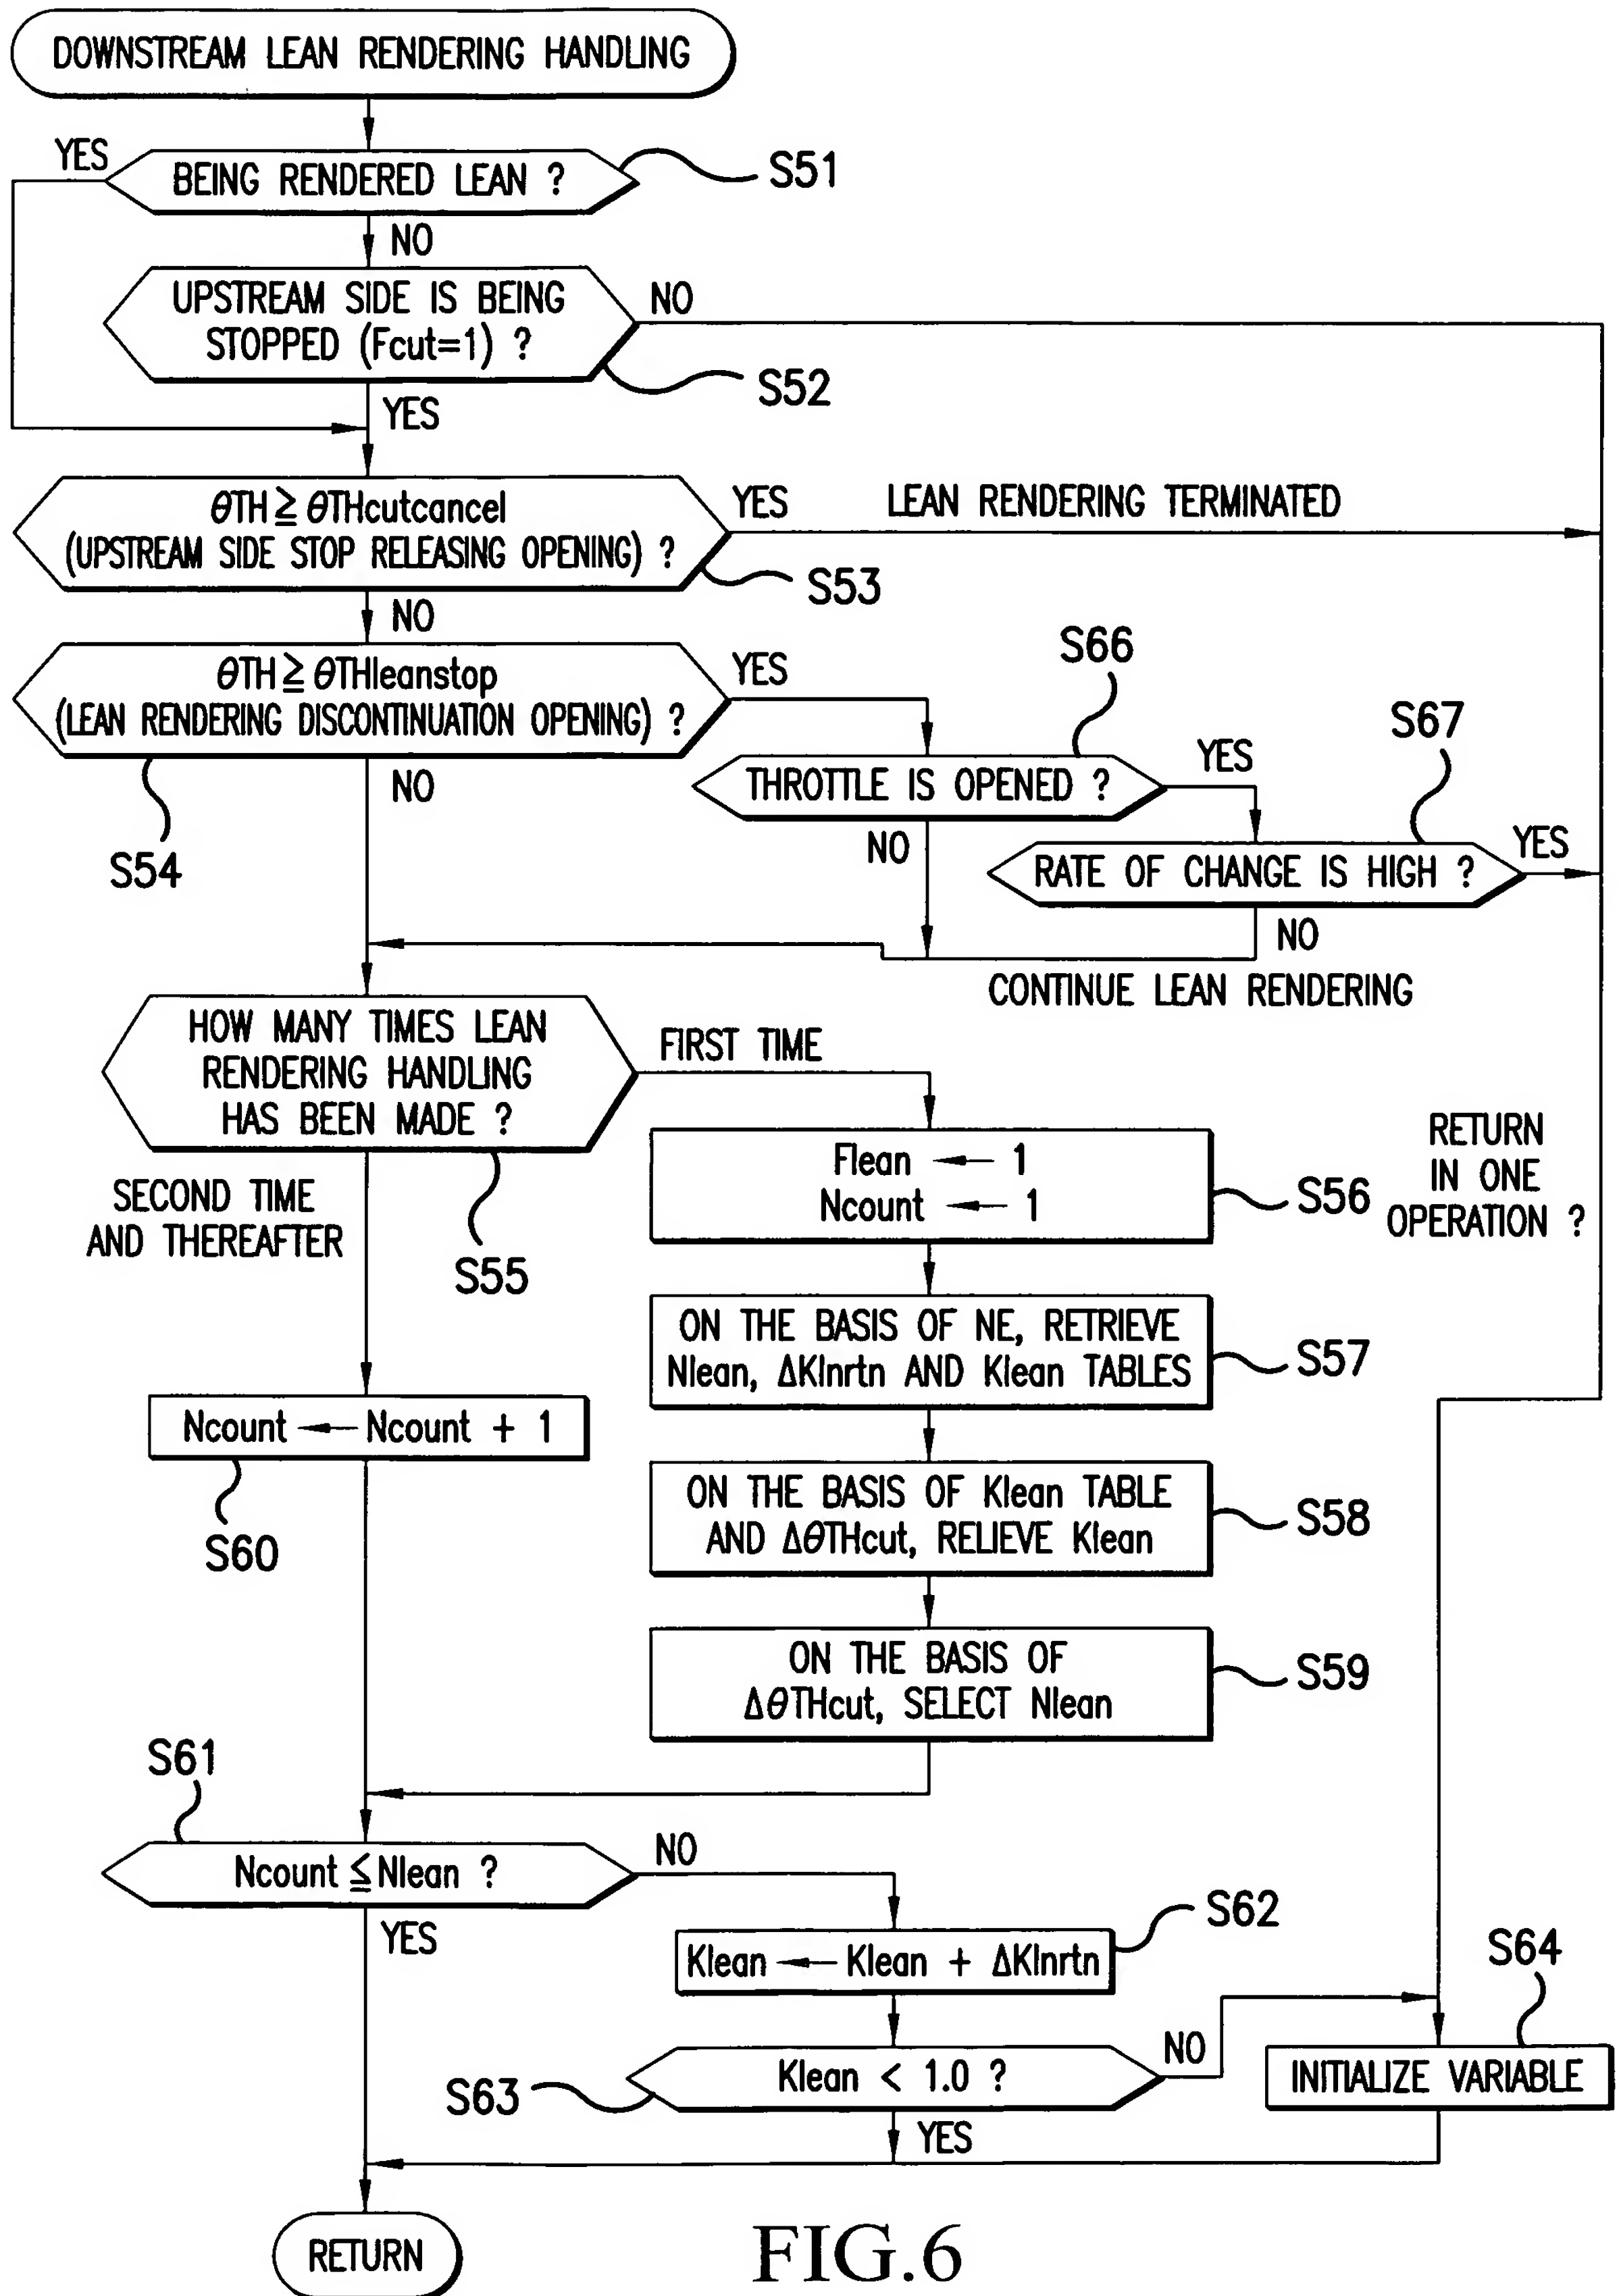 DOWNSTREAM LEAN RENDERING HANDLING
YES
BEING RENDERED LEAN ?
S51
NO
UPSTREAM SIDE IS BEING
STOPPED (Fcut=1) ?
NO
S52
YES
θTH ≧ θTHcutcancel
(UPSTREAM SIDE STOP RELEASING OPENING) ?
YES
LEAN RENDERING TERMINATED
S53
NO
θTH ≧ θTHleanstop
(LEAN RENDERING DISCONTINUATION OPENING) ?
YES
S66
S67
THROTTLE IS OPENED ?
YES
NO
S54
NO
RATE OF CHANGE IS HIGH ?
YES
NO
CONTINUE LEAN RENDERING
HOW MANY TIMES LEAN
RENDERING HANDLING
HAS BEEN MADE ?
FIRST TIME
SECOND TIME
AND THEREAFTER
S55
Flean ← 1
Ncount ← 1
S56
RETURN
IN ONE
OPERATION ?
ON THE BASIS OF NE, RETRIEVE
Nlean, ΔKlnrtn AND Klean TABLES
S57
Ncount ← Ncount + 1
S60
ON THE BASIS OF Klean TABLE
AND ΔθTHcut, RELIEVE Klean
S58
ON THE BASIS OF
ΔθTHcut, SELECT Nlean
S59
S61
Ncount ≦ Nlean ?
NO
YES
Klean ← Klean + ΔKlnrtn
S62
S64
Klean < 1.0 ?
NO
S63
YES
INITIALIZE VARIABLE
RETURN
FIG.6